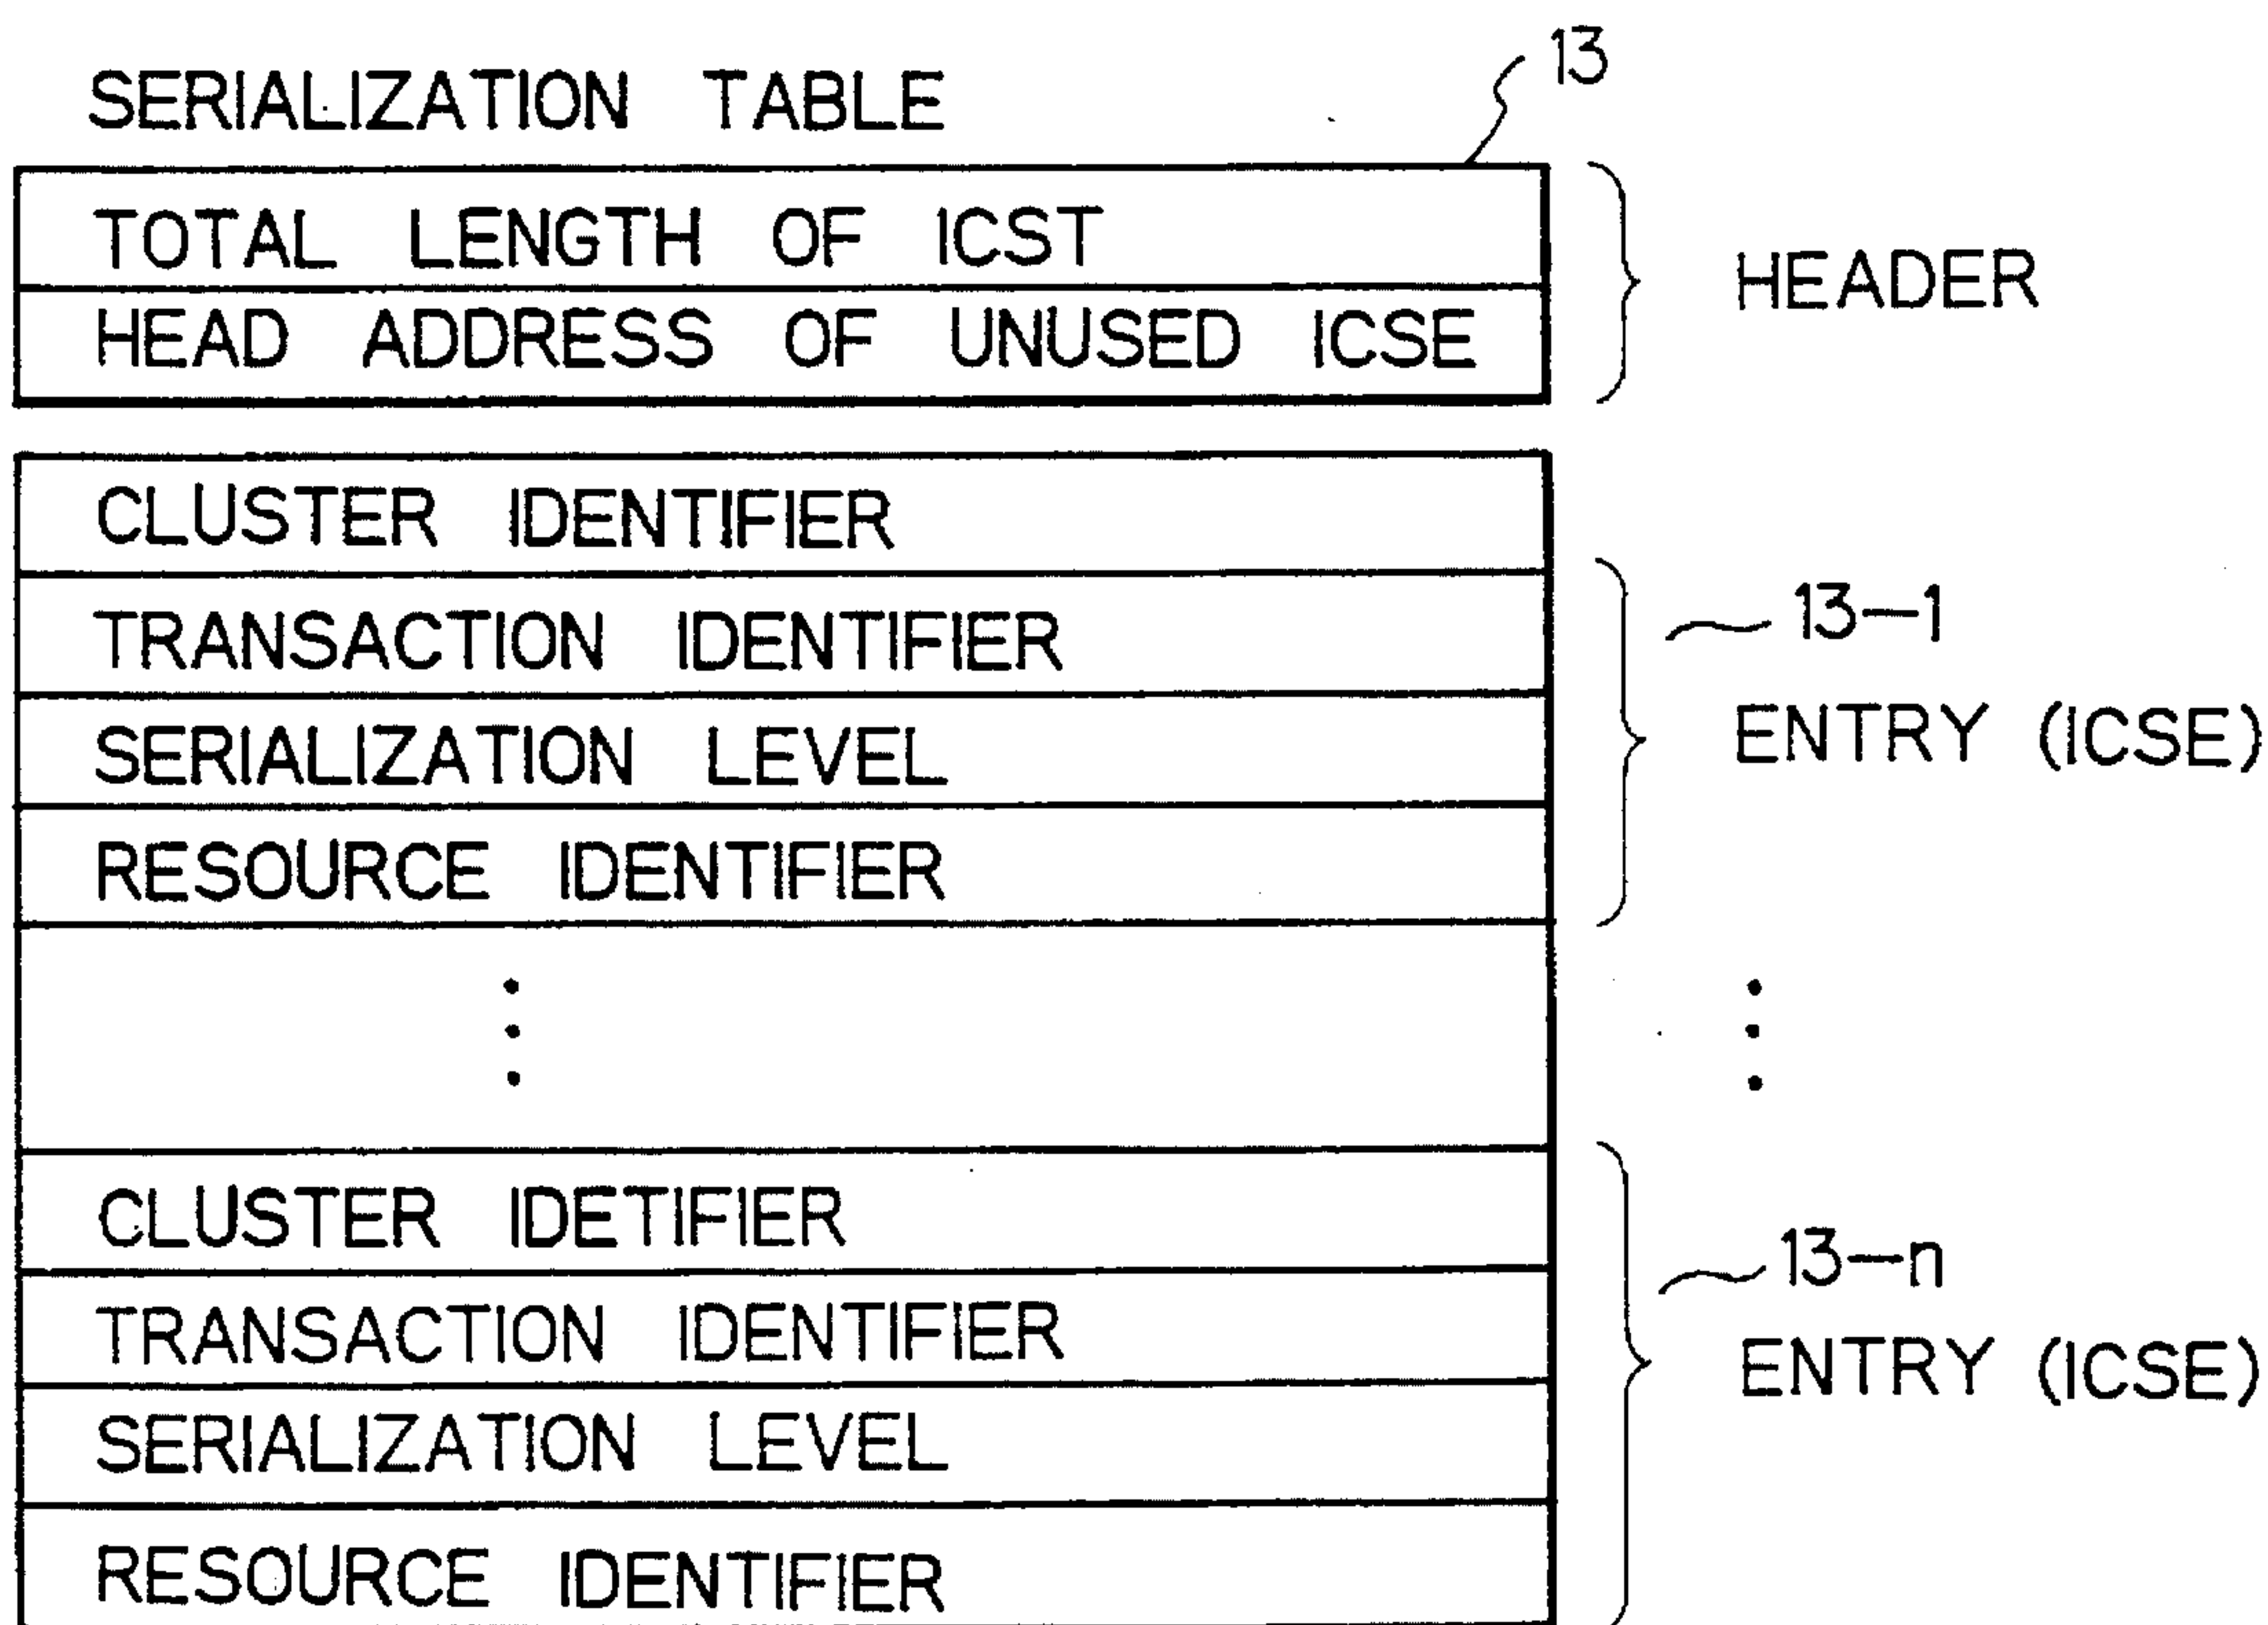 13
SERIALIZATION TABLE
TOTAL LENGTH OF ICST
HEADER
HEAD ADDRESS OF UNUSED ICSE
CLUSTER IDENTIFIER
TRANSACTION IDENTIFIER
13-1
SERIALIZATION LEVEL
ENTRY (ICSE)
RESOURCE IDENTIFIER
CLUSTER IDETIFIER
13-n
TRANSACTION IDENTIFIER
ENTRY (ICSE)
SERIALIZATION LEVEL
RESOURCE IDENTIFIER